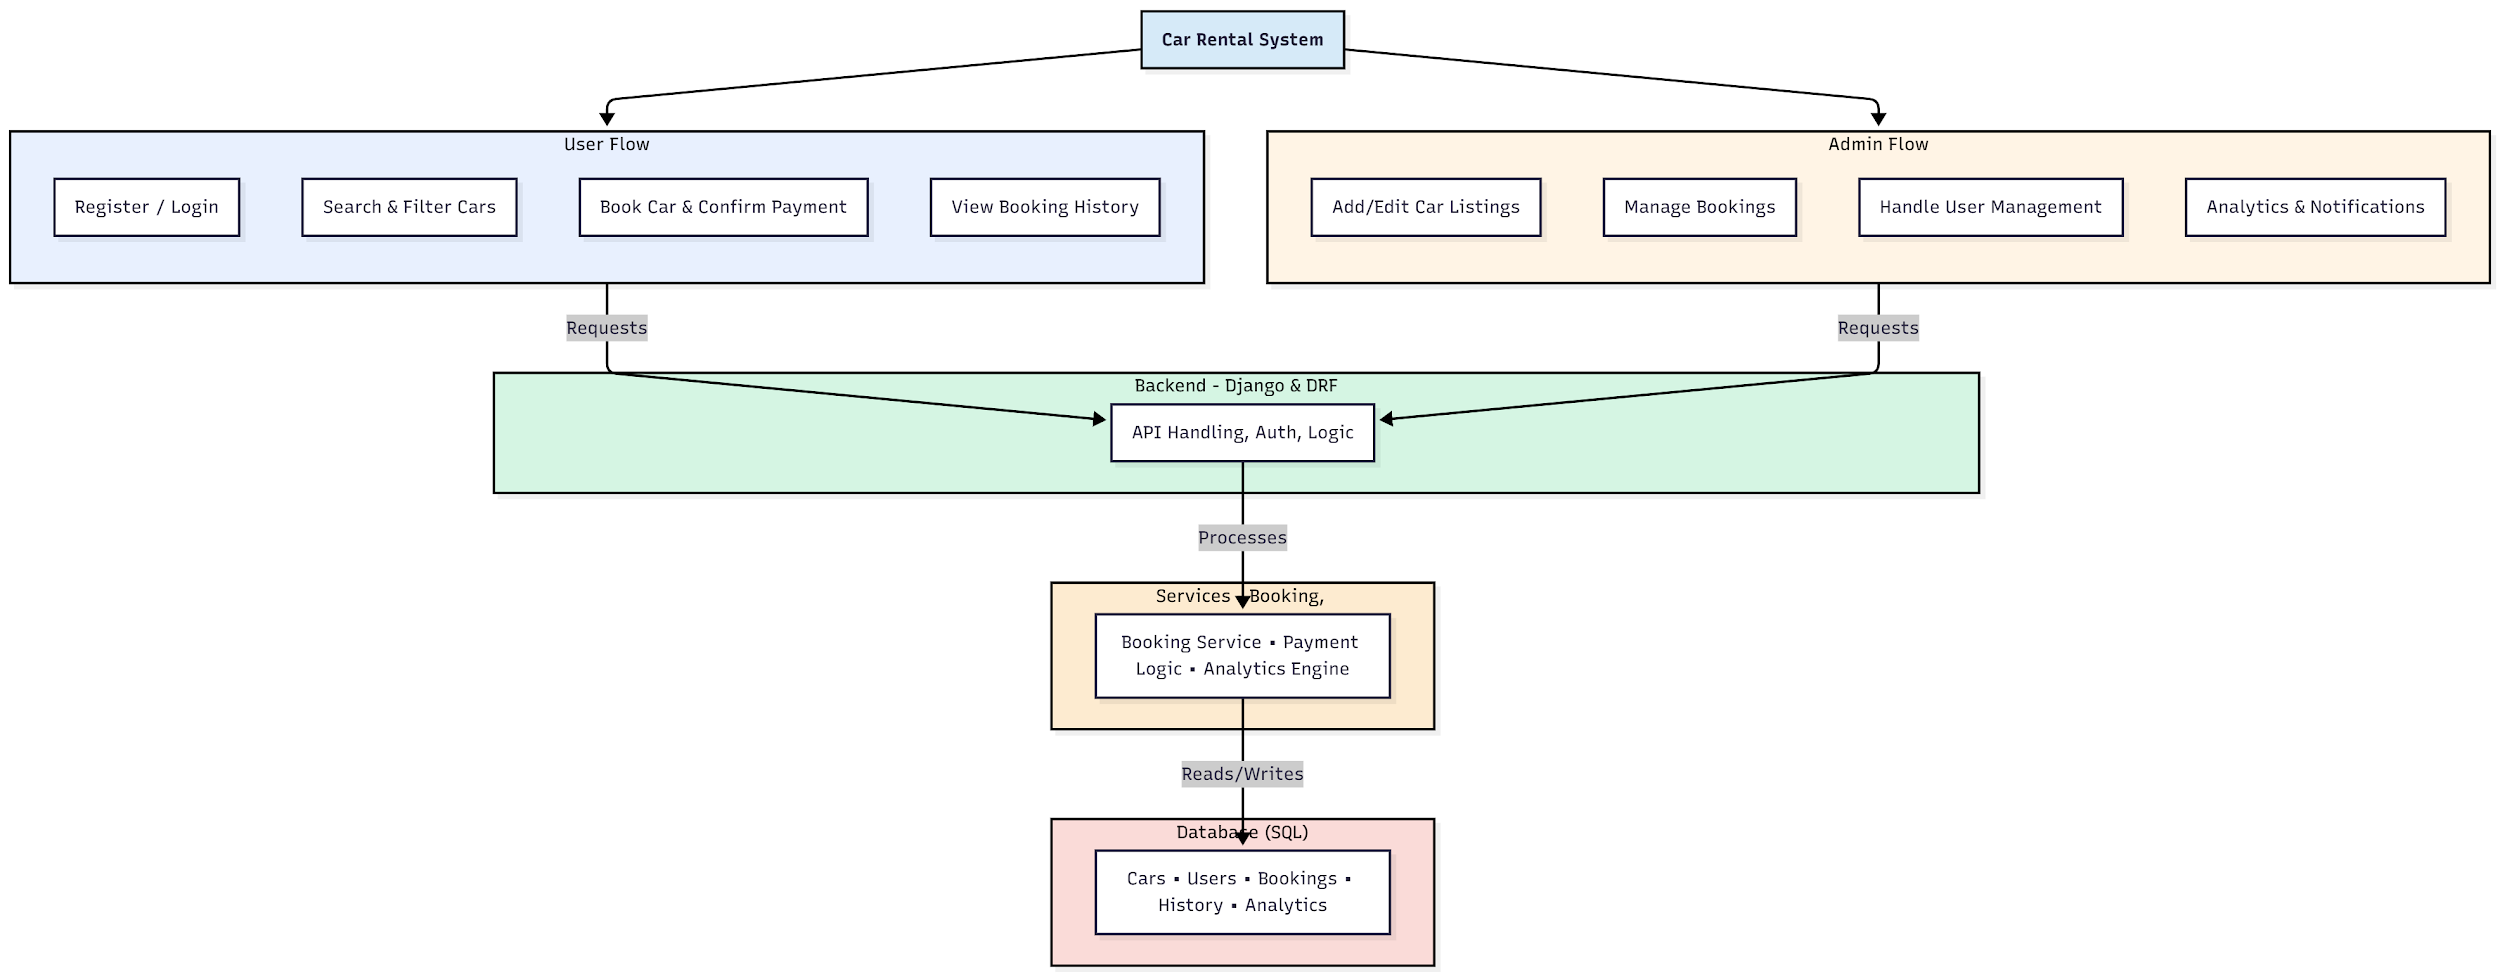 Car Rental System
User Flow
Register / Login
Search & Filter Cars
Book Car & Confirm Payment
View Booking History
Admin Flow
Add/Edit Car Listings
Manage Bookings
Handle User Management
Analytics & Notifications
Requests
Requests
Backend - Django & DRF
API Handling, Auth, Logic
Processes
Services Booking,
Booking Service ▪ Payment
Logic ▪ Analytics Engine
Reads/Writes
Database (SQL)
Cars ▪ Users ▪ Bookings ▪
History ▪ Analytics